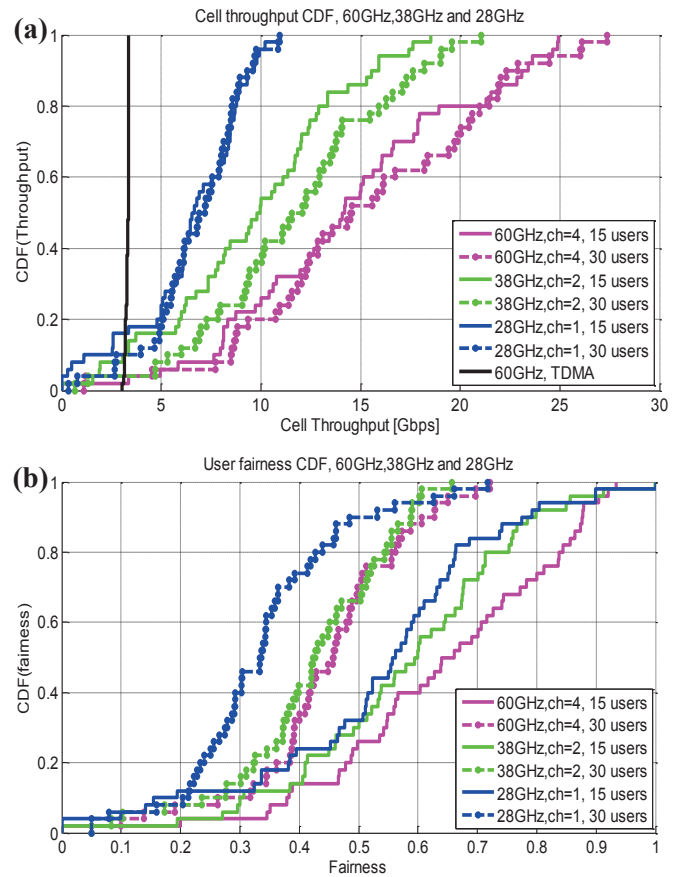 (a)
Cell throughput CDF, 60GHz,38GHz and 28GHz
CDF(Throughput)
1
0.8
0.6
0.4
0.2
0
60GHz,ch=4, 15 users
60GHz,ch=4, 30 users
38GHz,ch=2, 15 users
38GHz,ch=2, 30 users
28GHz,ch=1, 15 users
28GHz,ch=1, 30 users
60GHz, TDMA
0 5 10 15 20 25 30
Cell Throughput [Gbps]
(b)
User fairness CDF, 60GHz,38GHz and 28GHz
CDF(fairness)
1
0.8
0.6
0.4
0.2
0
60GHz,ch=4, 15 users
60GHz,ch=4, 30 users
38GHz,ch=2, 15 users
38GHz,ch=2, 30 users
28GHz,ch=1, 15 users
28GHz,ch=1, 30 users
0 0.1 0.2 0.3 0.4 0.5 0.6 0.7 0.8 0.9 1
Fairness